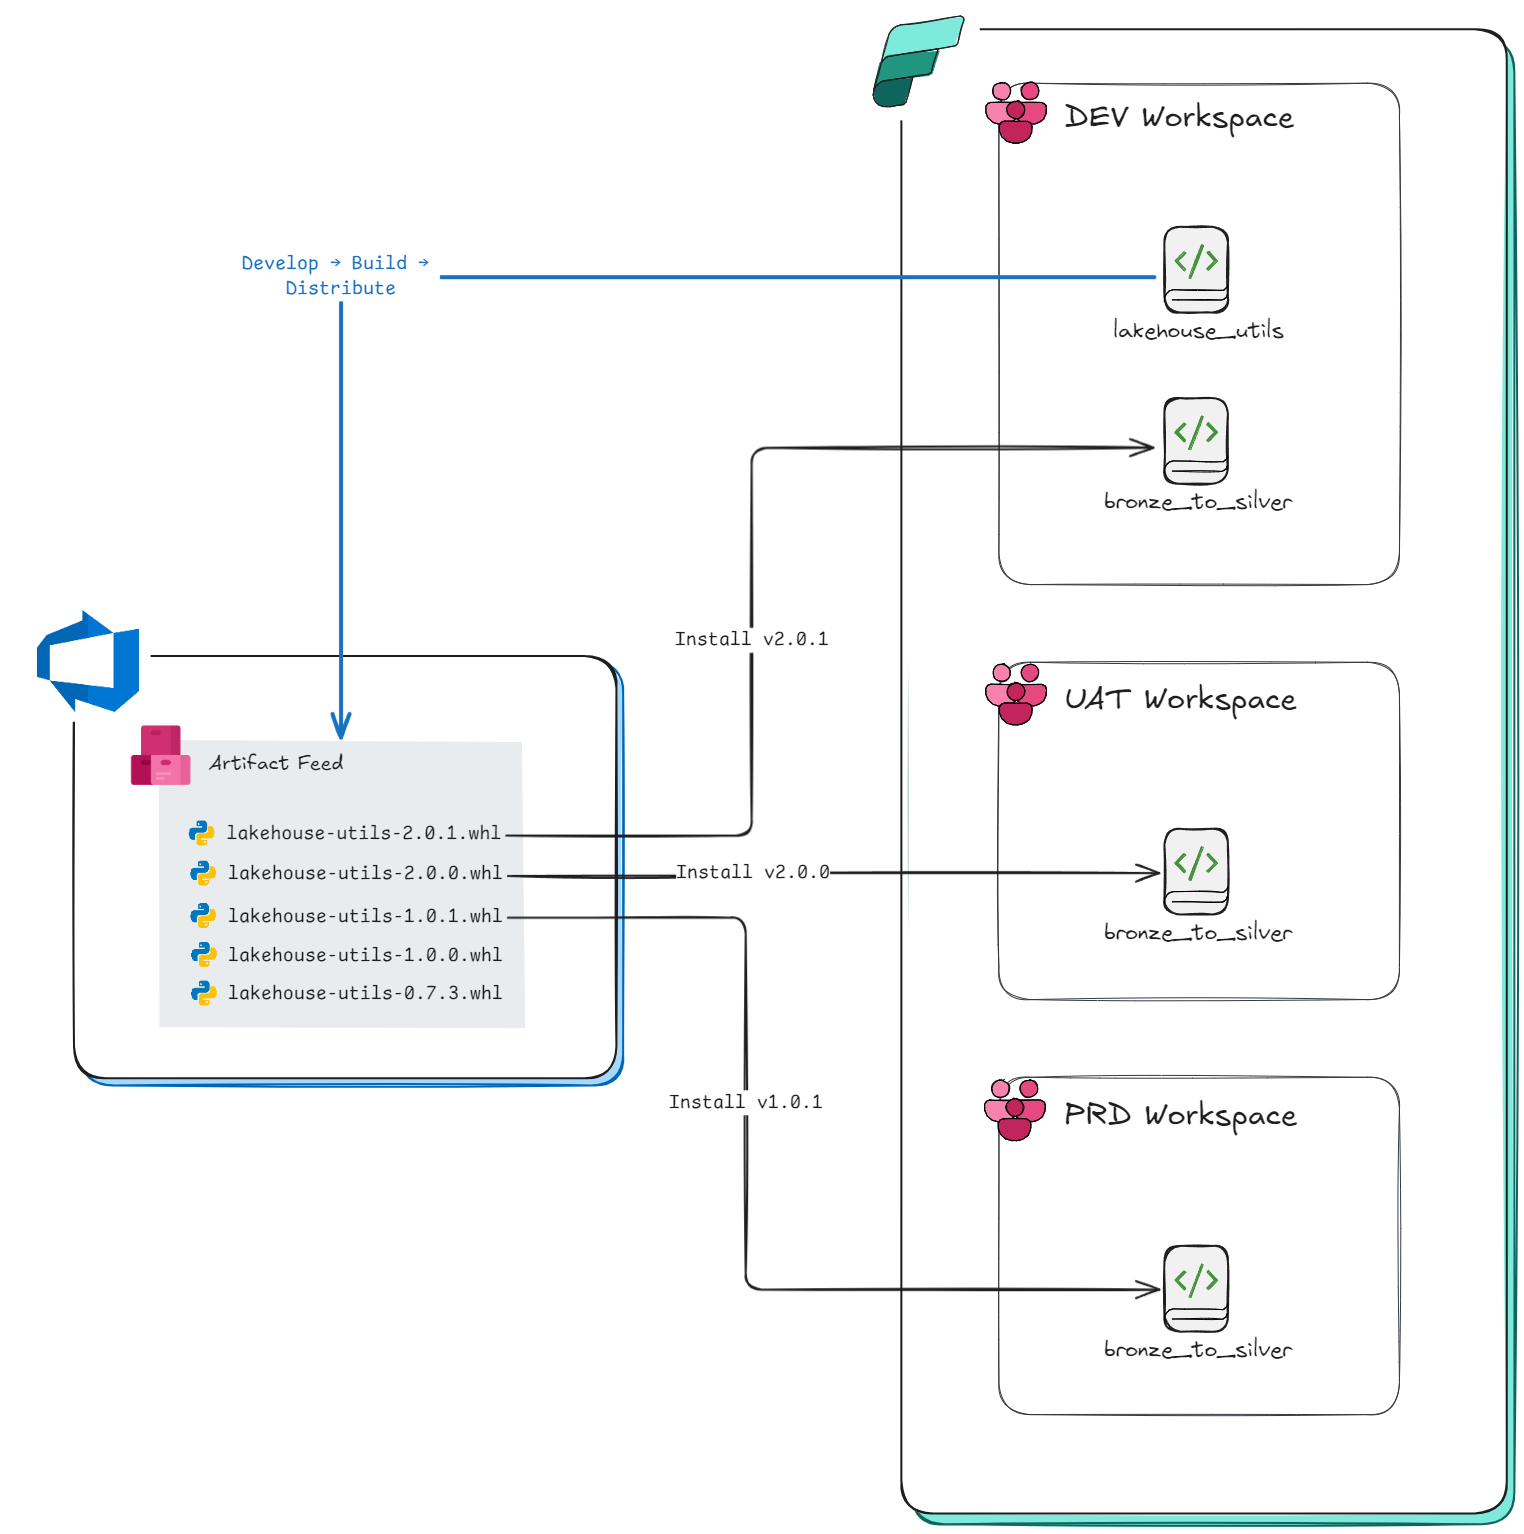 DEV Workspace
</>
lakehouse_utils
Develop → Build →
Distribute
</>
bronze_to_silver
Install v2.0.1
UAT Workspace
</>
bronze_to_silver
Artifact Feed
lakehouse-utils-2.0.1.whl
lakehouse-utils-2.0.0.whl
lakehouse-utils-1.0.1.whl
lakehouse-utils-1.0.0.whl
lakehouse-utils-0.7.3.whl
Install v2.0.0
Install v1.0.1
PRD Workspace
</>
bronze_to_silver